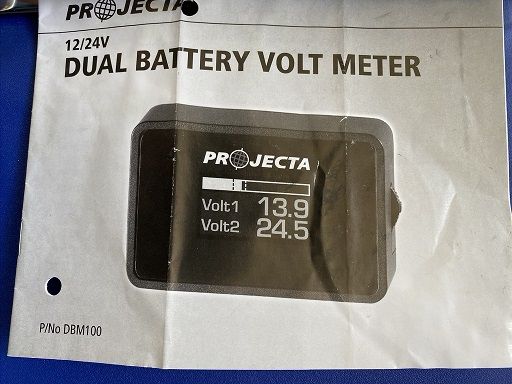 PROJECTA
12/24V
DUAL BATTERY VOLT METER
PROJECTA
Volt1 13.9
Volt2 24.5
P/No DBM100